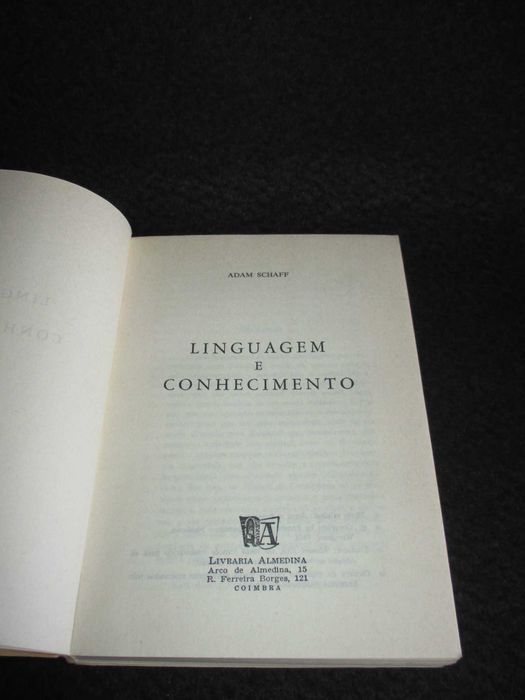 ADAM SCHAFF
LINGUAGEM
E
CONHECIMENTO
LIVRARIA ALMEDINA
Arco de Almedina, 15
R. Ferreira Borges, 121
COIMBRA